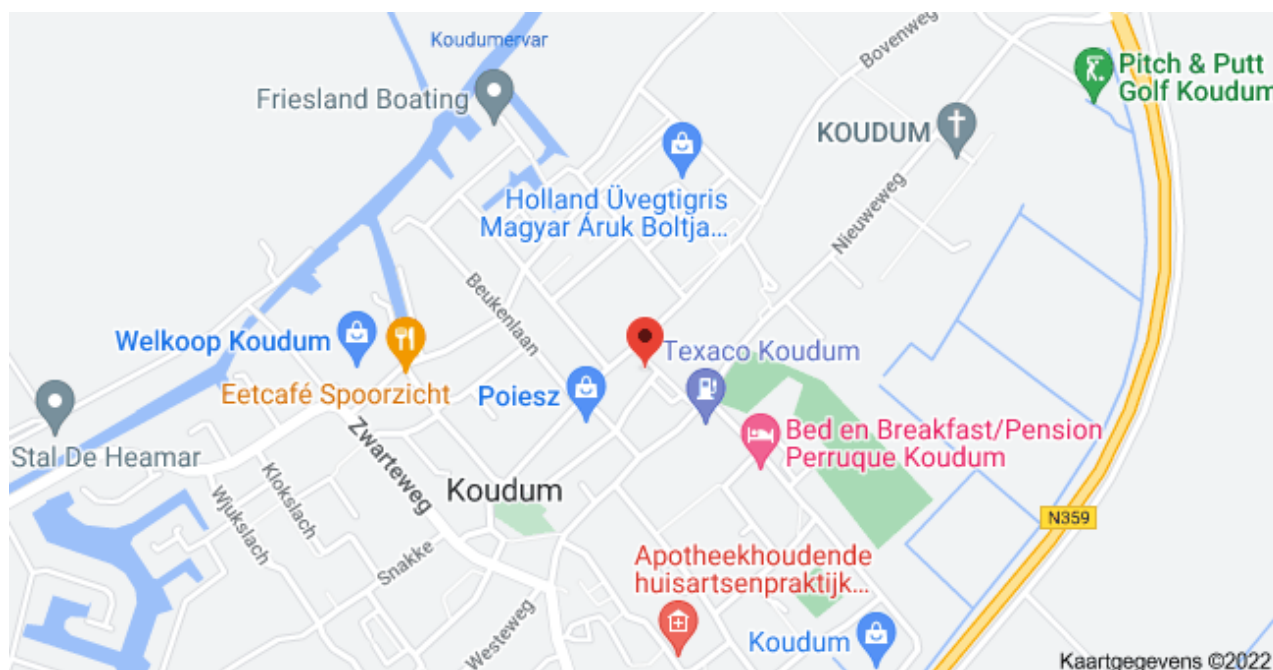 Koudumervar
Bovenweg
Pitch & Putt
Golf Koudum
Friesland Boating
KOUDUM
Holland Üvegtigris
Magyar Áruk Boltja...
Nieuweweg
Beukenlaan
Welkoop Koudum
Texaco Koudum
Eetcafé Spoorzicht
Poiesz
Bed en Breakfast/Pension
Perruque Koudum
Stal De Heamar
Zwarteweg
Klokslach
Wjukslach
Koudum
N359
Snakke
Apotheekhoudende
huisartsenpraktijk...
Westeweg
Koudum
Kaartgegevens ©2022